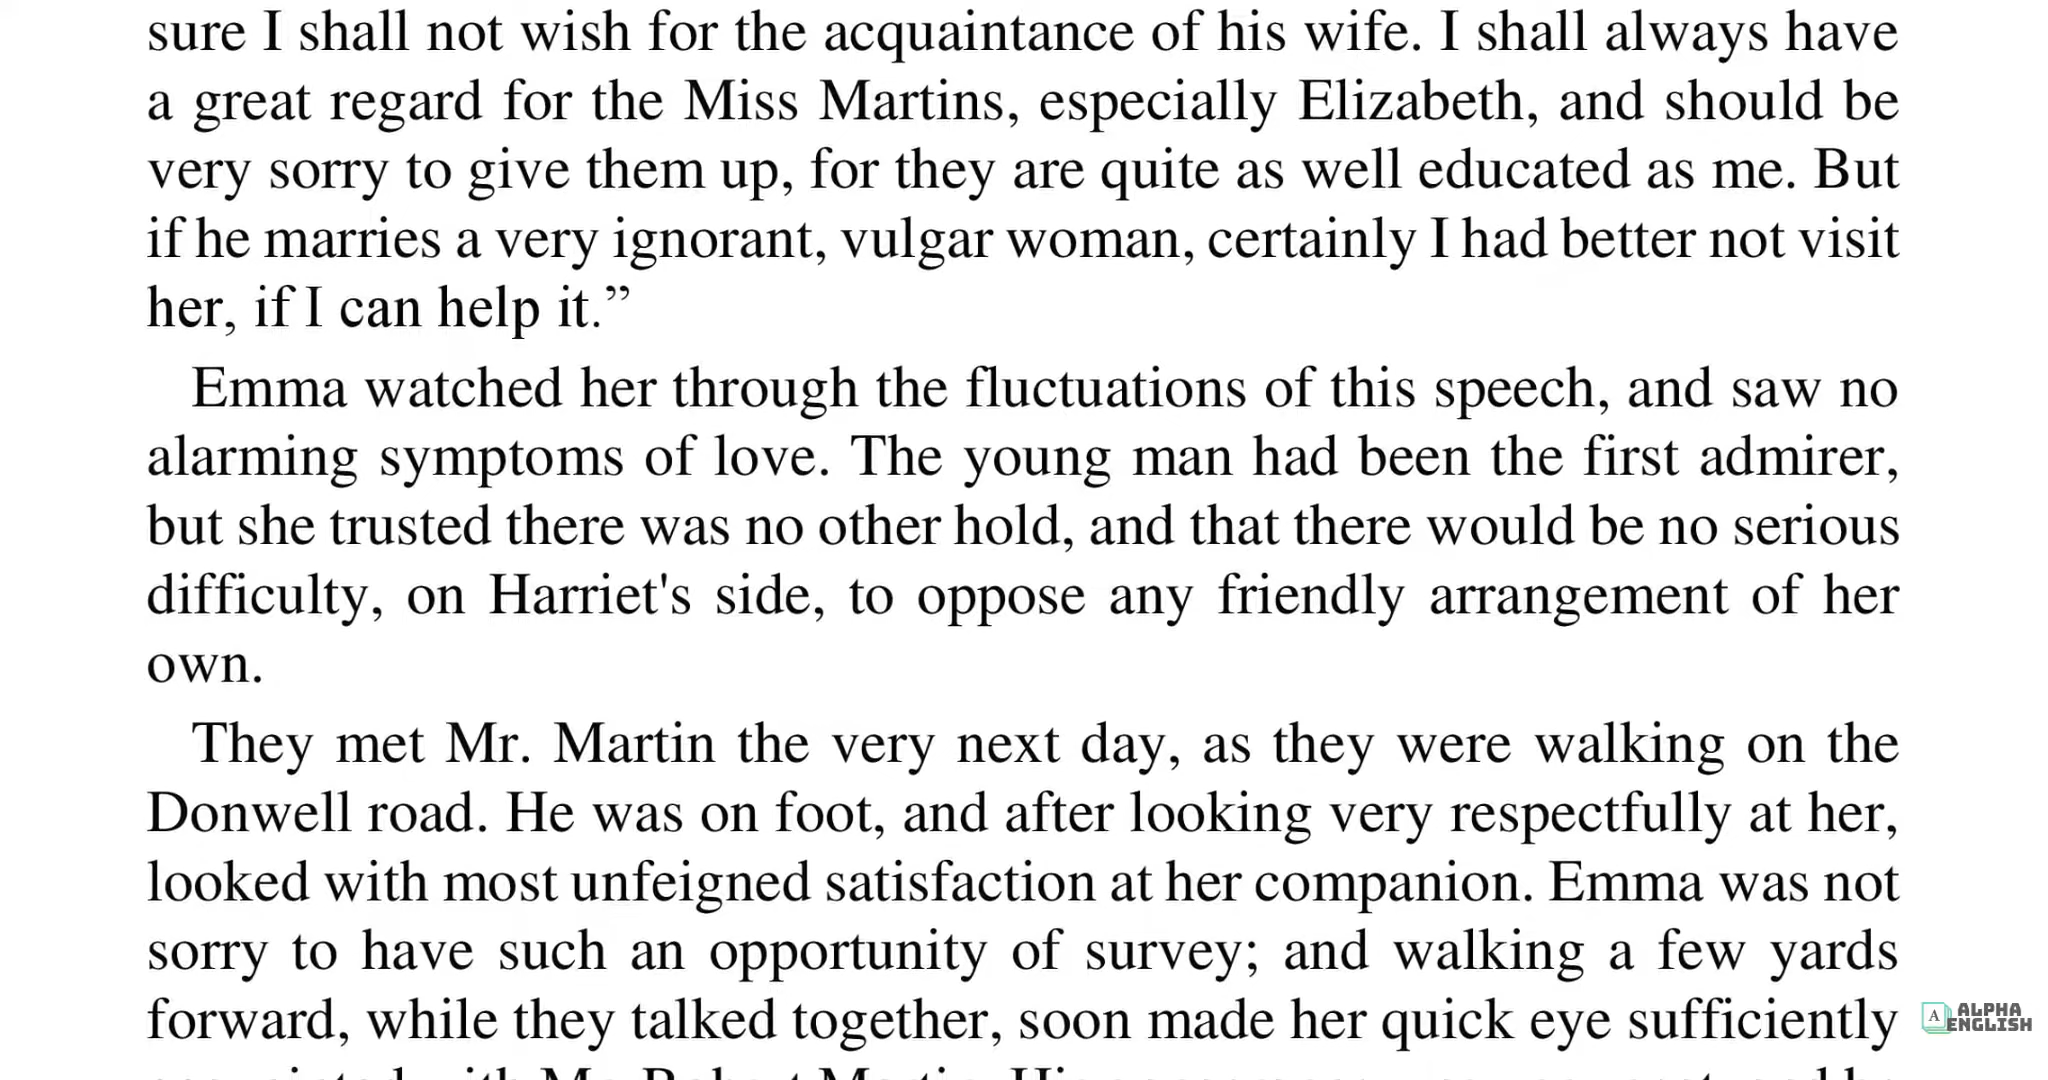 sure I shall not wish for the acquaintance of his wife. I shall always have
a great regard for the Miss Martins, especially Elizabeth, and should be
very sorry to give them up, for they are quite as well educated as me. But
if he marries a very ignorant, vulgar woman, certainly I had better not visit
her, if I can help it.”
Emma watched her through the fluctuations of this speech, and saw no
alarming symptoms of love. The young man had been the first admirer,
but she trusted there was no other hold, and that there would be no serious
difficulty, on Harriet's side, to oppose any friendly arrangement of her
own.
They met Mr. Martin the very next day, as they were walking on the
Donwell road. He was on foot, and after looking very respectfully at her,
looked with most unfeigned satisfaction at her companion. Emma was not
sorry to have such an opportunity of survey; and walking a few yards
forward, while they talked together, soon made her quick eye sufficiently
A ALPHA
ENGLISH